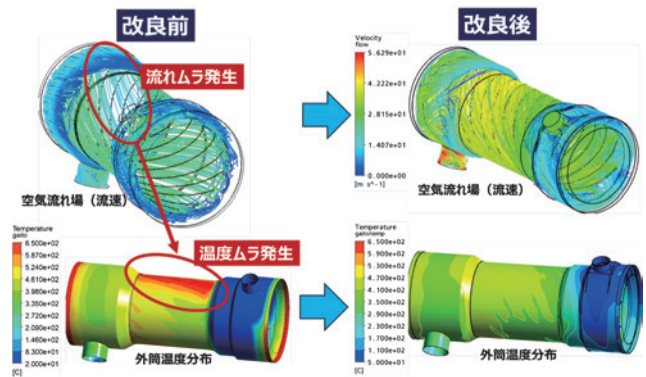 改良前
改良後
流れムラ発生
空気流れ場（流速）
Velocity
flow
5.629e+01
4.222e+01
2.815e+01
1.407e+01
0.000e+00
[m s^-1]
空気流れ場（流速）
Temperature
gaito
6.500e+02
5.870e+02
5.240e+02
4.610e+02
3.980e+02
3.350e+02
2.720e+02
2.090e+02
1.460e+02
8.300e+01
2.000e+01
[C]
温度ムラ発生
外筒温度分布
Temperature
gaitotemp
6.500e+02
5.900e+02
5.300e+02
4.700e+02
4.100e+02
3.500e+02
2.900e+02
2.300e+02
1.700e+02
1.100e+02
5.000e+01
[C]
外筒温度分布